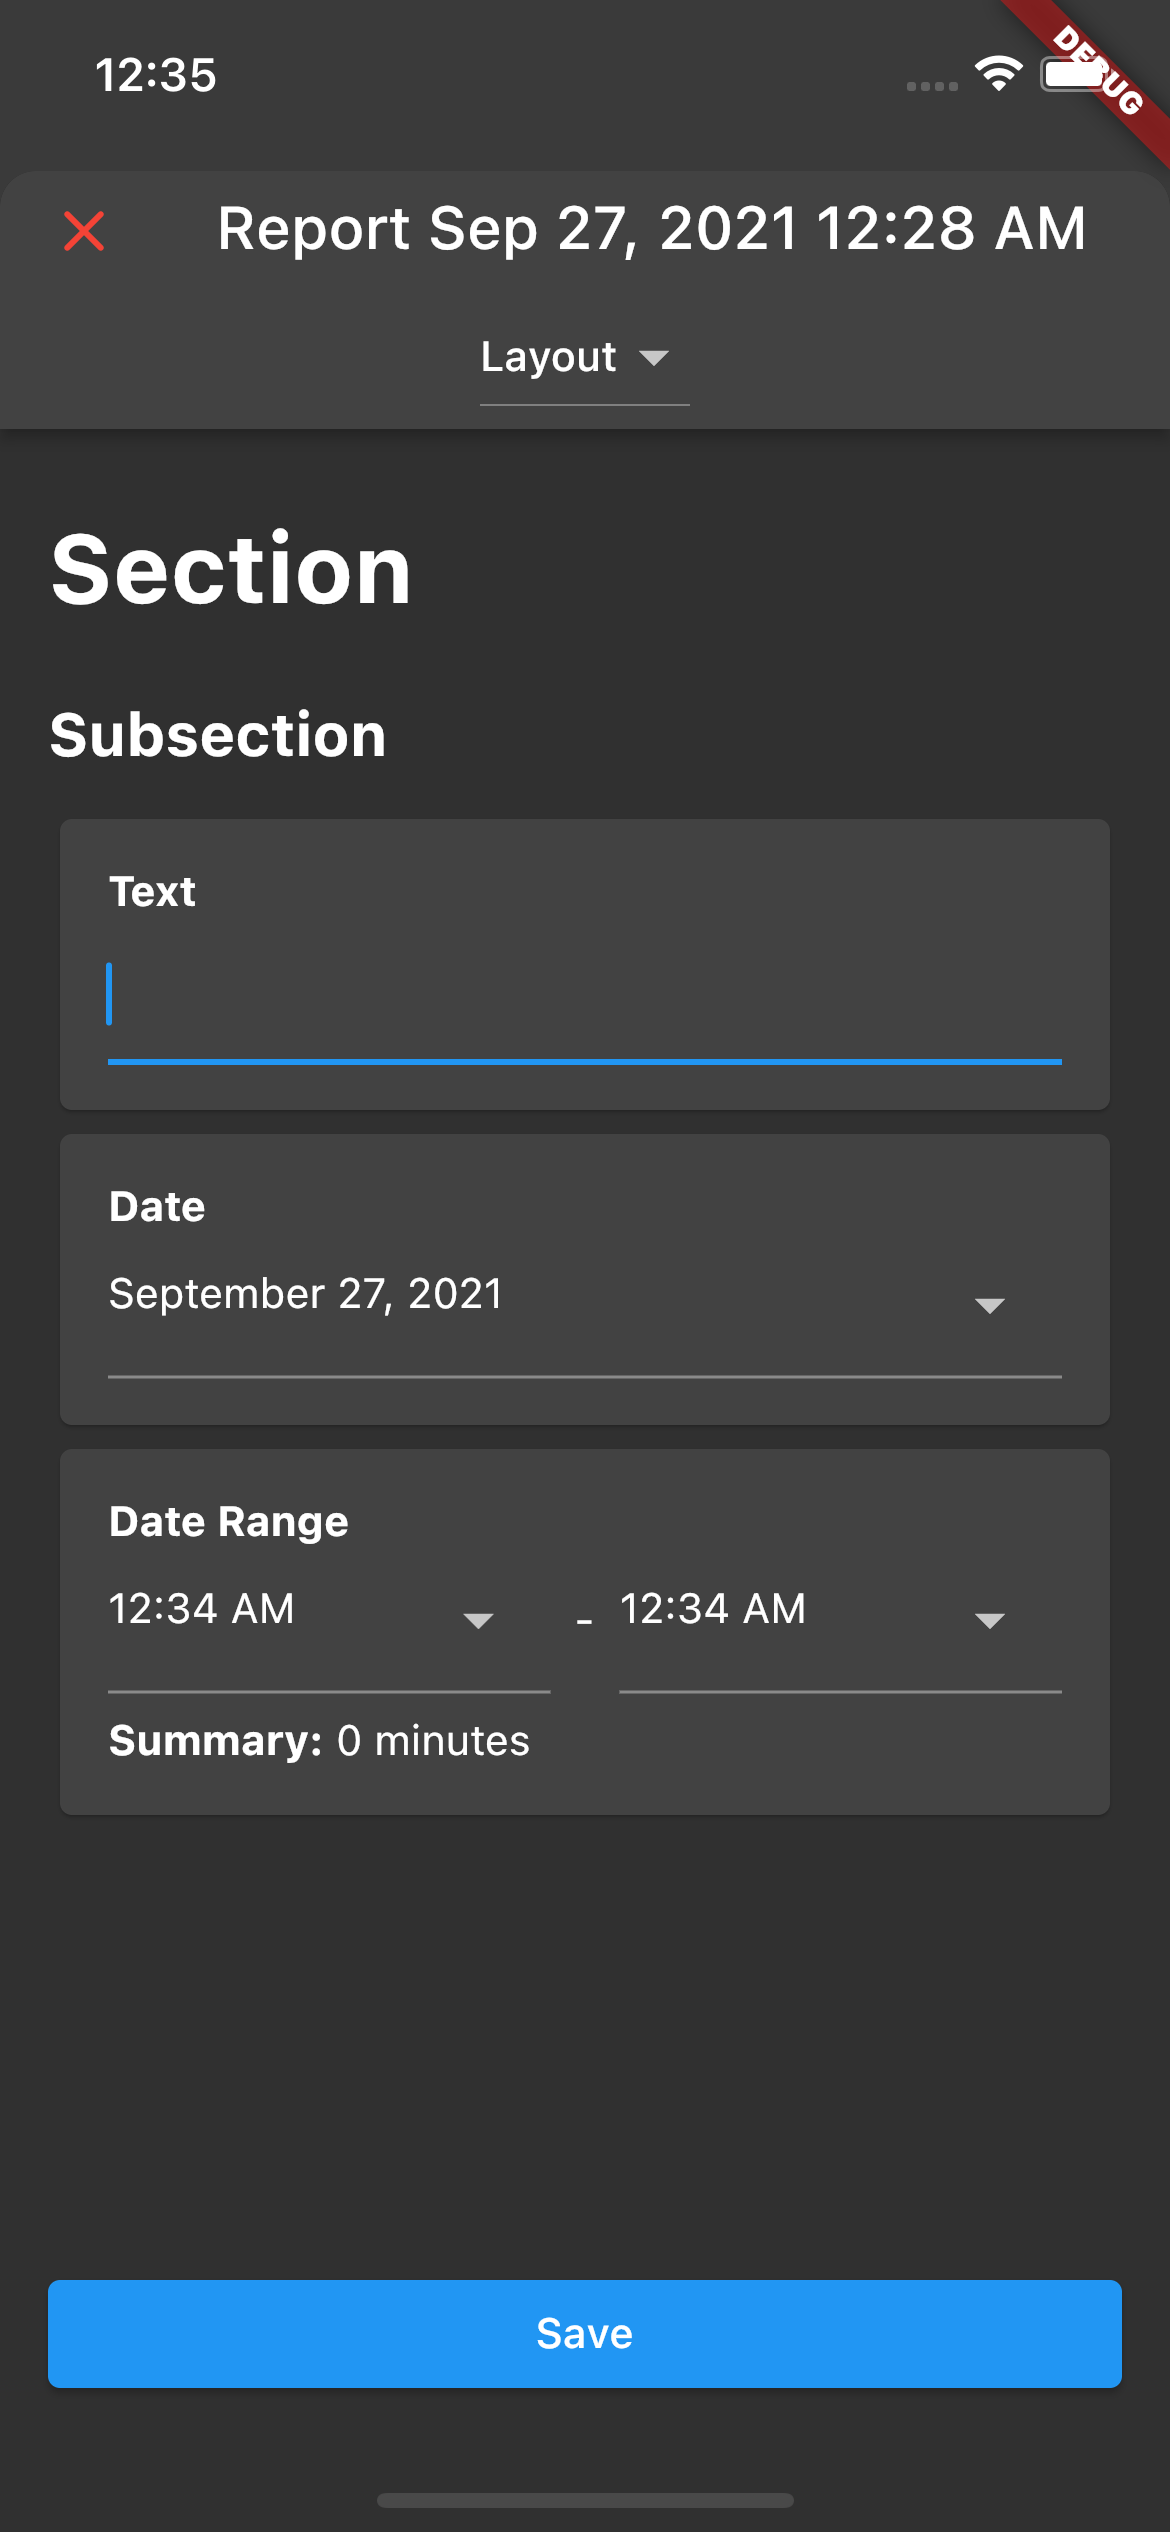 12:35
DEBUG
Report Sep 27, 2021 12:28 AM
Layout
Section
Subsection
Text
Date
September 27, 2021
Date Range
12:34 AM - 12:34 AM
Summary: 0 minutes
Save